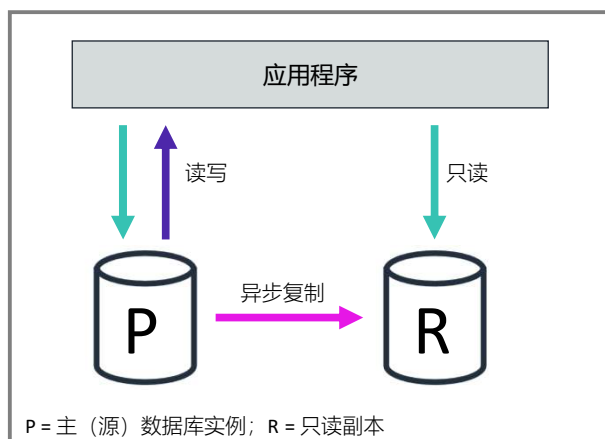 应用程序
读写
只读
异步复制
P
R
P = 主（源）数据库实例；R = 只读副本